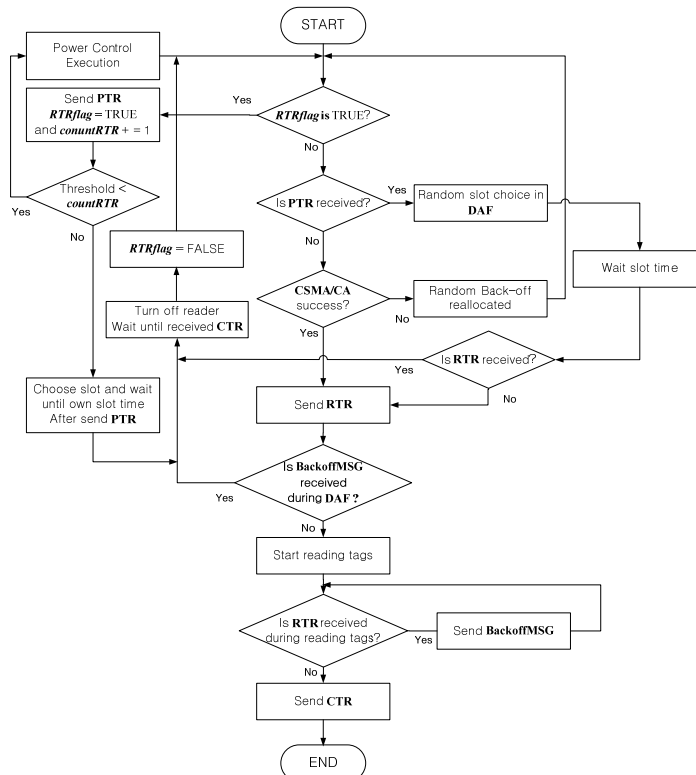 START
Power Control
Execution
Send PTR
RTRflag = TRUE
and conuntRTR + = 1
Yes
RTRflag is TRUE?
No
Threshold <
countRTR
Yes
No
Is PTR received?
Yes
Random slot choice in
DAF
No
RTRflag = FALSE
Wait slot time
CSMA/CA
success?
No
Random Back-off
reallocated
Yes
Turn off reader
Wait until received CTR
Is RTR received?
Yes
No
Choose slot and wait
until own slot time
After send PTR
Send RTR
Is BackoffMSG
received
during DAF ?
Yes
No
Start reading tags
Is RTR received
during reading tags?
Yes
Send BackoffMSG
No
Send CTR
END